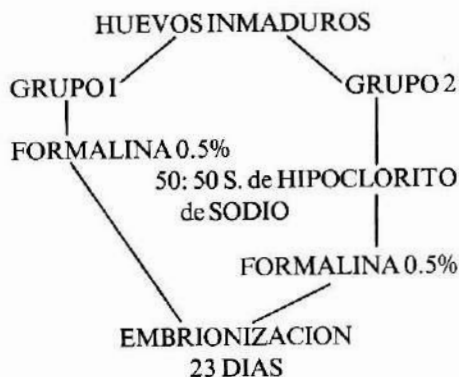 HUEVOS INMADUROS
GRUPO I
GRUPO 2
FORMALINA 0.5%
50: 50 S. de HIPOCLORITO
de SODIO
FORMALINA 0.5%
EMBRIONIZACION
23 DIAS